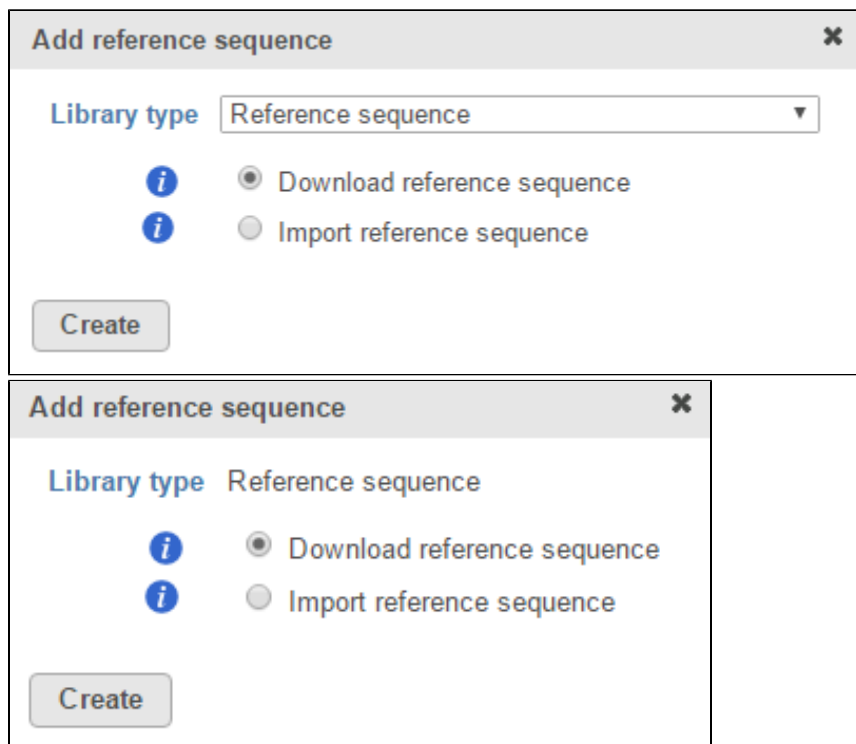 Add reference sequence ✖
Library type Reference sequence ▼
i Download reference sequence
i Import reference sequence
Create
Add reference sequence ✖
Library type Reference sequence
i Download reference sequence
i Import reference sequence
Create